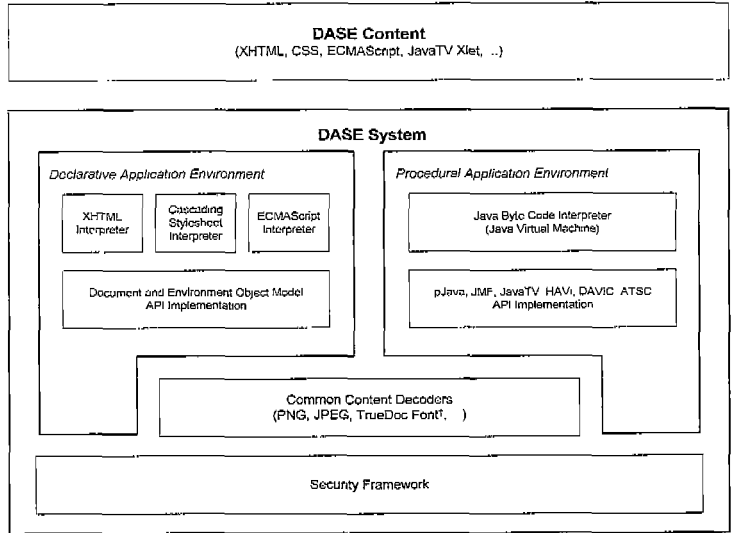 DASE Content
(XHTML, CSS, ECMAScript, JavaTV Xlet, ..)
DASE System
Declarative Application Environment
XHTML
Interpreter
Cascading
Stylesheet
Interpreter
ECMAScript
Interpreter
Document and Environment Object Model
API Implementation
Procedural Application Environment
Java Byte Code Interpreter
(Java Virtual Machine)
pJava, JMF, JavaTV HAVi, DAVIC ATSC
API Implementation
Common Content Decoders
(PNG, JPEG, TrueDoc Font†, )
Security Framework